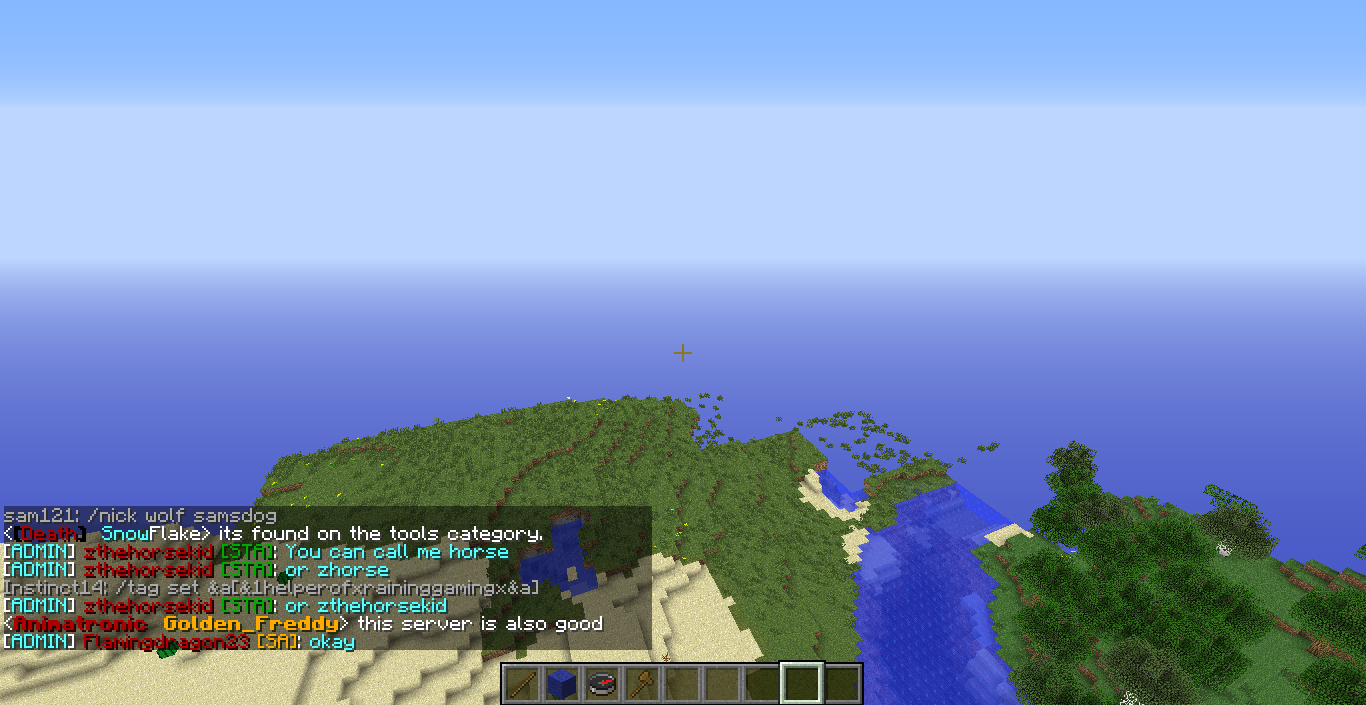 sam121: /nick wolf samsdog
<[Death] SnowFlake> its found on the tools category.
[ADMIN] zthehorsekid [STA]: You can call me horse
[ADMIN] zthehorsekid [STA]: or zhorse
Instinct14: /tag set &a[&1helperofxraininggamingx&a]
[ADMIN] zthehorsekid [STA]: or zthehorsekid
<Animatronic Golden_Freddy> this server is also good
[ADMIN] Flamingdragon23 [SA]: okay